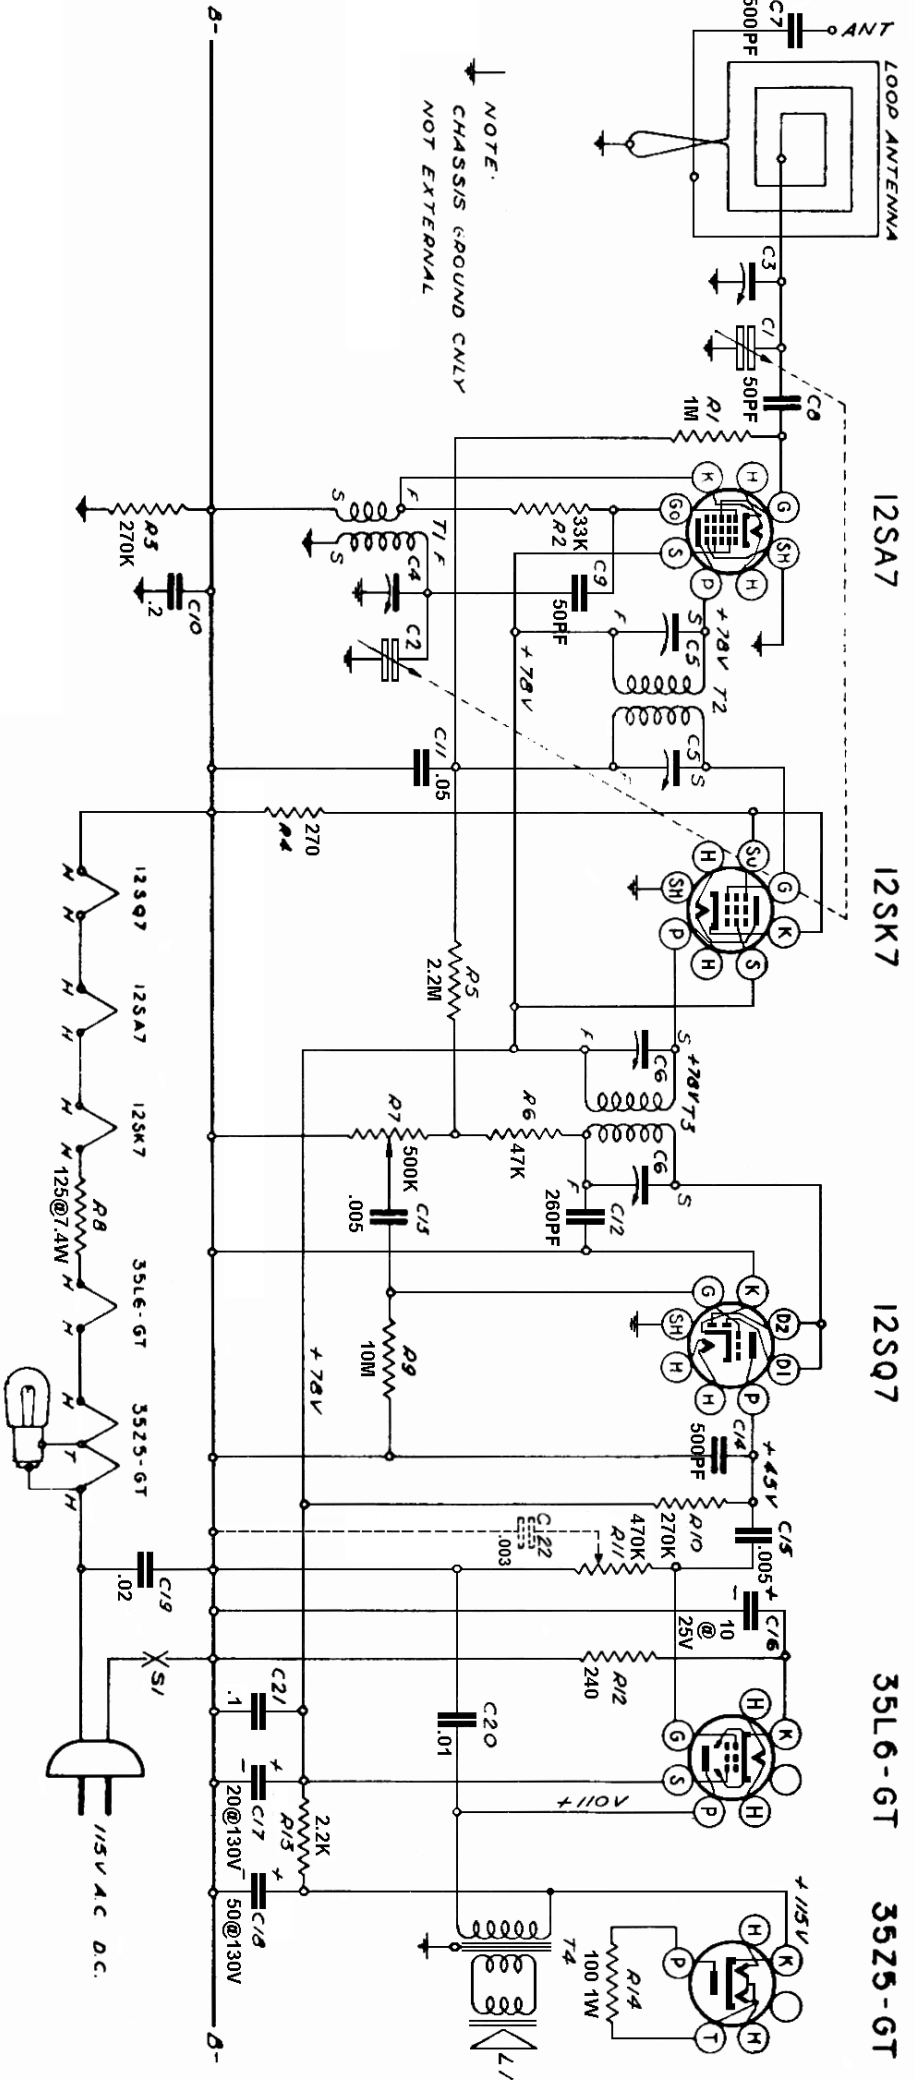 12SA7
12SK7
12SQ7
35L6-GT
35Z5-GT
LOOP ANTENNA
ANT
C7
500PF
C3
C1
C8
50PF
R1
1M
G
SH
H
K
H
GO
S
P
33K
R2
C9
50PF
+78V
S
C5
F
T2
C5
S
+78V
F
T1
F
S
S
C4
C2
R3
270K
C10
.2
NOTE·
CHASSIS GROUND ONLY
NOT EXTERNAL
B-
C11
.05
270
R4
SU
G
K
H
S
SH
P
H
R5
2.2M
S
+78V
T3
F
C6
C6
S
F
R6
47K
R7
500K
C12
260PF
C13
.005
K
D2
D1
G
P
SH
H
H
R9
10M
+78V
C14
500PF
+45V
R10
270K
C15
.005
R11
470K
C22
.003
+
C16
-
10
@
25V
R12
240
K
H
G
H
S
P
C20
.01
+110V
C21
.1
+
C17
-
20@130V
2.2K
R13
+
C18
-
50@130V
+115V
K
H
P
H
T
R14
100 1W
T4
L1
B-
12SQ7
12SA7
12SK7
R8
125@7.4W
35L6-GT
35Z5-GT
H
H
H
H
H
H
H
H
H
T
H
C19
.02
S1
115V A.C D.C.